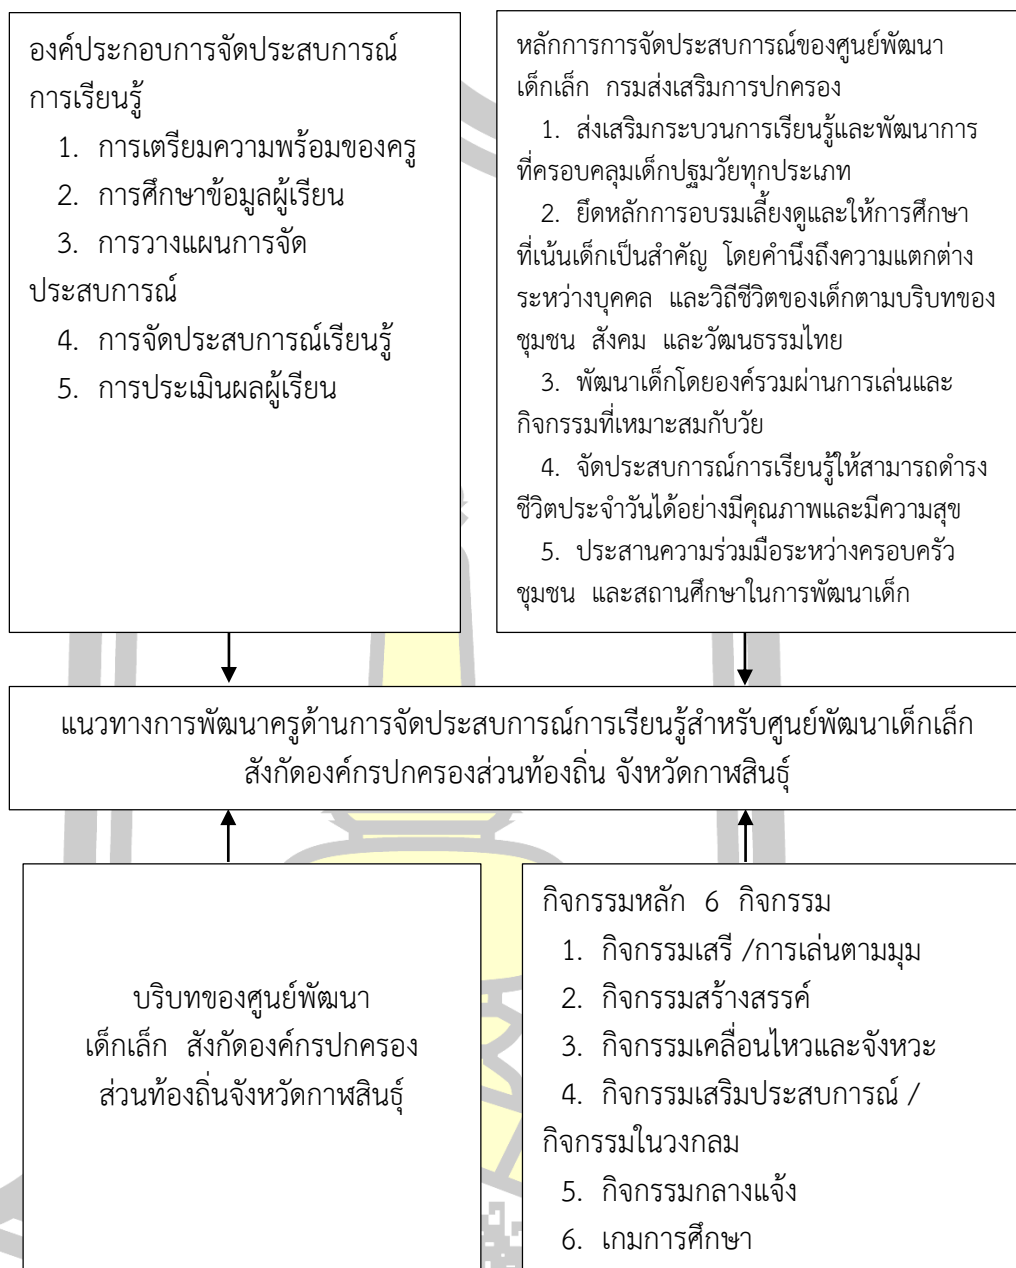 องค์ประกอบการจัดประสบการณ์
การเรียนรู้
1. การเตรียมความพร้อมของครู
2. การศึกษาข้อมูลผู้เรียน
3. การวางแผนการจัด
ประสบการณ์
4. การจัดประสบการณ์เรียนรู้
5. การประเมินผลผู้เรียน
หลักการการจัดประสบการณ์ของศูนย์พัฒนา
เด็กเล็ก กรมส่งเสริมการปกครอง
1. ส่งเสริมกระบวนการเรียนรู้และพัฒนาการ
ที่ครอบคลุมเด็กปฐมวัยทุกประเภท
2. ยึดหลักการอบรมเลี้ยงดูและให้การศึกษา
ที่เน้นเด็กเป็นสำคัญ โดยคำนึงถึงความแตกต่าง
ระหว่างบุคคล และวิถีชีวิตของเด็กตามบริบทของ
ชุมชน สังคม และวัฒนธรรมไทย
3. พัฒนาเด็กโดยองค์รวมผ่านการเล่นและ
กิจกรรมที่เหมาะสมกับวัย
4. จัดประสบการณ์การเรียนรู้ให้สามารถดำรง
ชีวิตประจำวันได้อย่างมีคุณภาพและมีความสุข
5. ประสานความร่วมมือระหว่างครอบครัว
ชุมชน และสถานศึกษาในการพัฒนาเด็ก
แนวทางการพัฒนาครูด้านการจัดประสบการณ์การเรียนรู้สำหรับศูนย์พัฒนาเด็กเล็ก
สังกัดองค์กรปกครองส่วนท้องถิ่น จังหวัดกาฬสินธุ์
บริบทของศูนย์พัฒนา
เด็กเล็ก สังกัดองค์กรปกครอง
ส่วนท้องถิ่นจังหวัดกาฬสินธุ์
กิจกรรมหลัก 6 กิจกรรม
1. กิจกรรมเสรี /การเล่นตามมุม
2. กิจกรรมสร้างสรรค์
3. กิจกรรมเคลื่อนไหวและจังหวะ
4. กิจกรรมเสริมประสบการณ์ /
กิจกรรมในวงกลม
5. กิจกรรมกลางแจ้ง
6. เกมการศึกษา